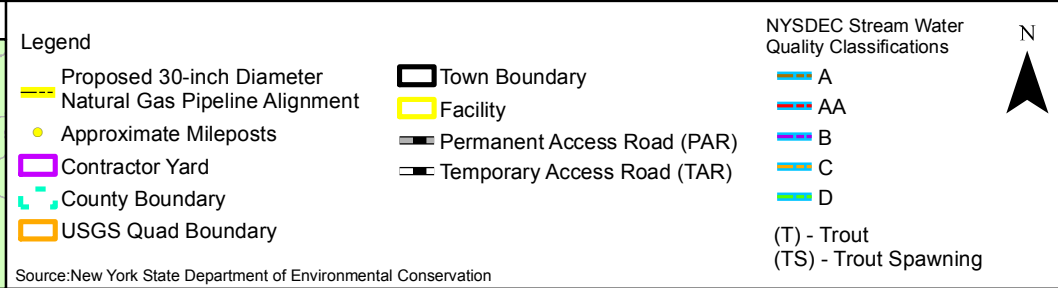 Legend
Proposed 30-inch Diameter
Natural Gas Pipeline Alignment
Approximate Mileposts
Contractor Yard
County Boundary
USGS Quad Boundary
Town Boundary
Facility
Permanent Access Road (PAR)
Temporary Access Road (TAR)
NYSDEC Stream Water
Quality Classifications
A
AA
B
C
D
(T) - Trout
(TS) - Trout Spawning
N
Source:New York State Department of Environmental Conservation